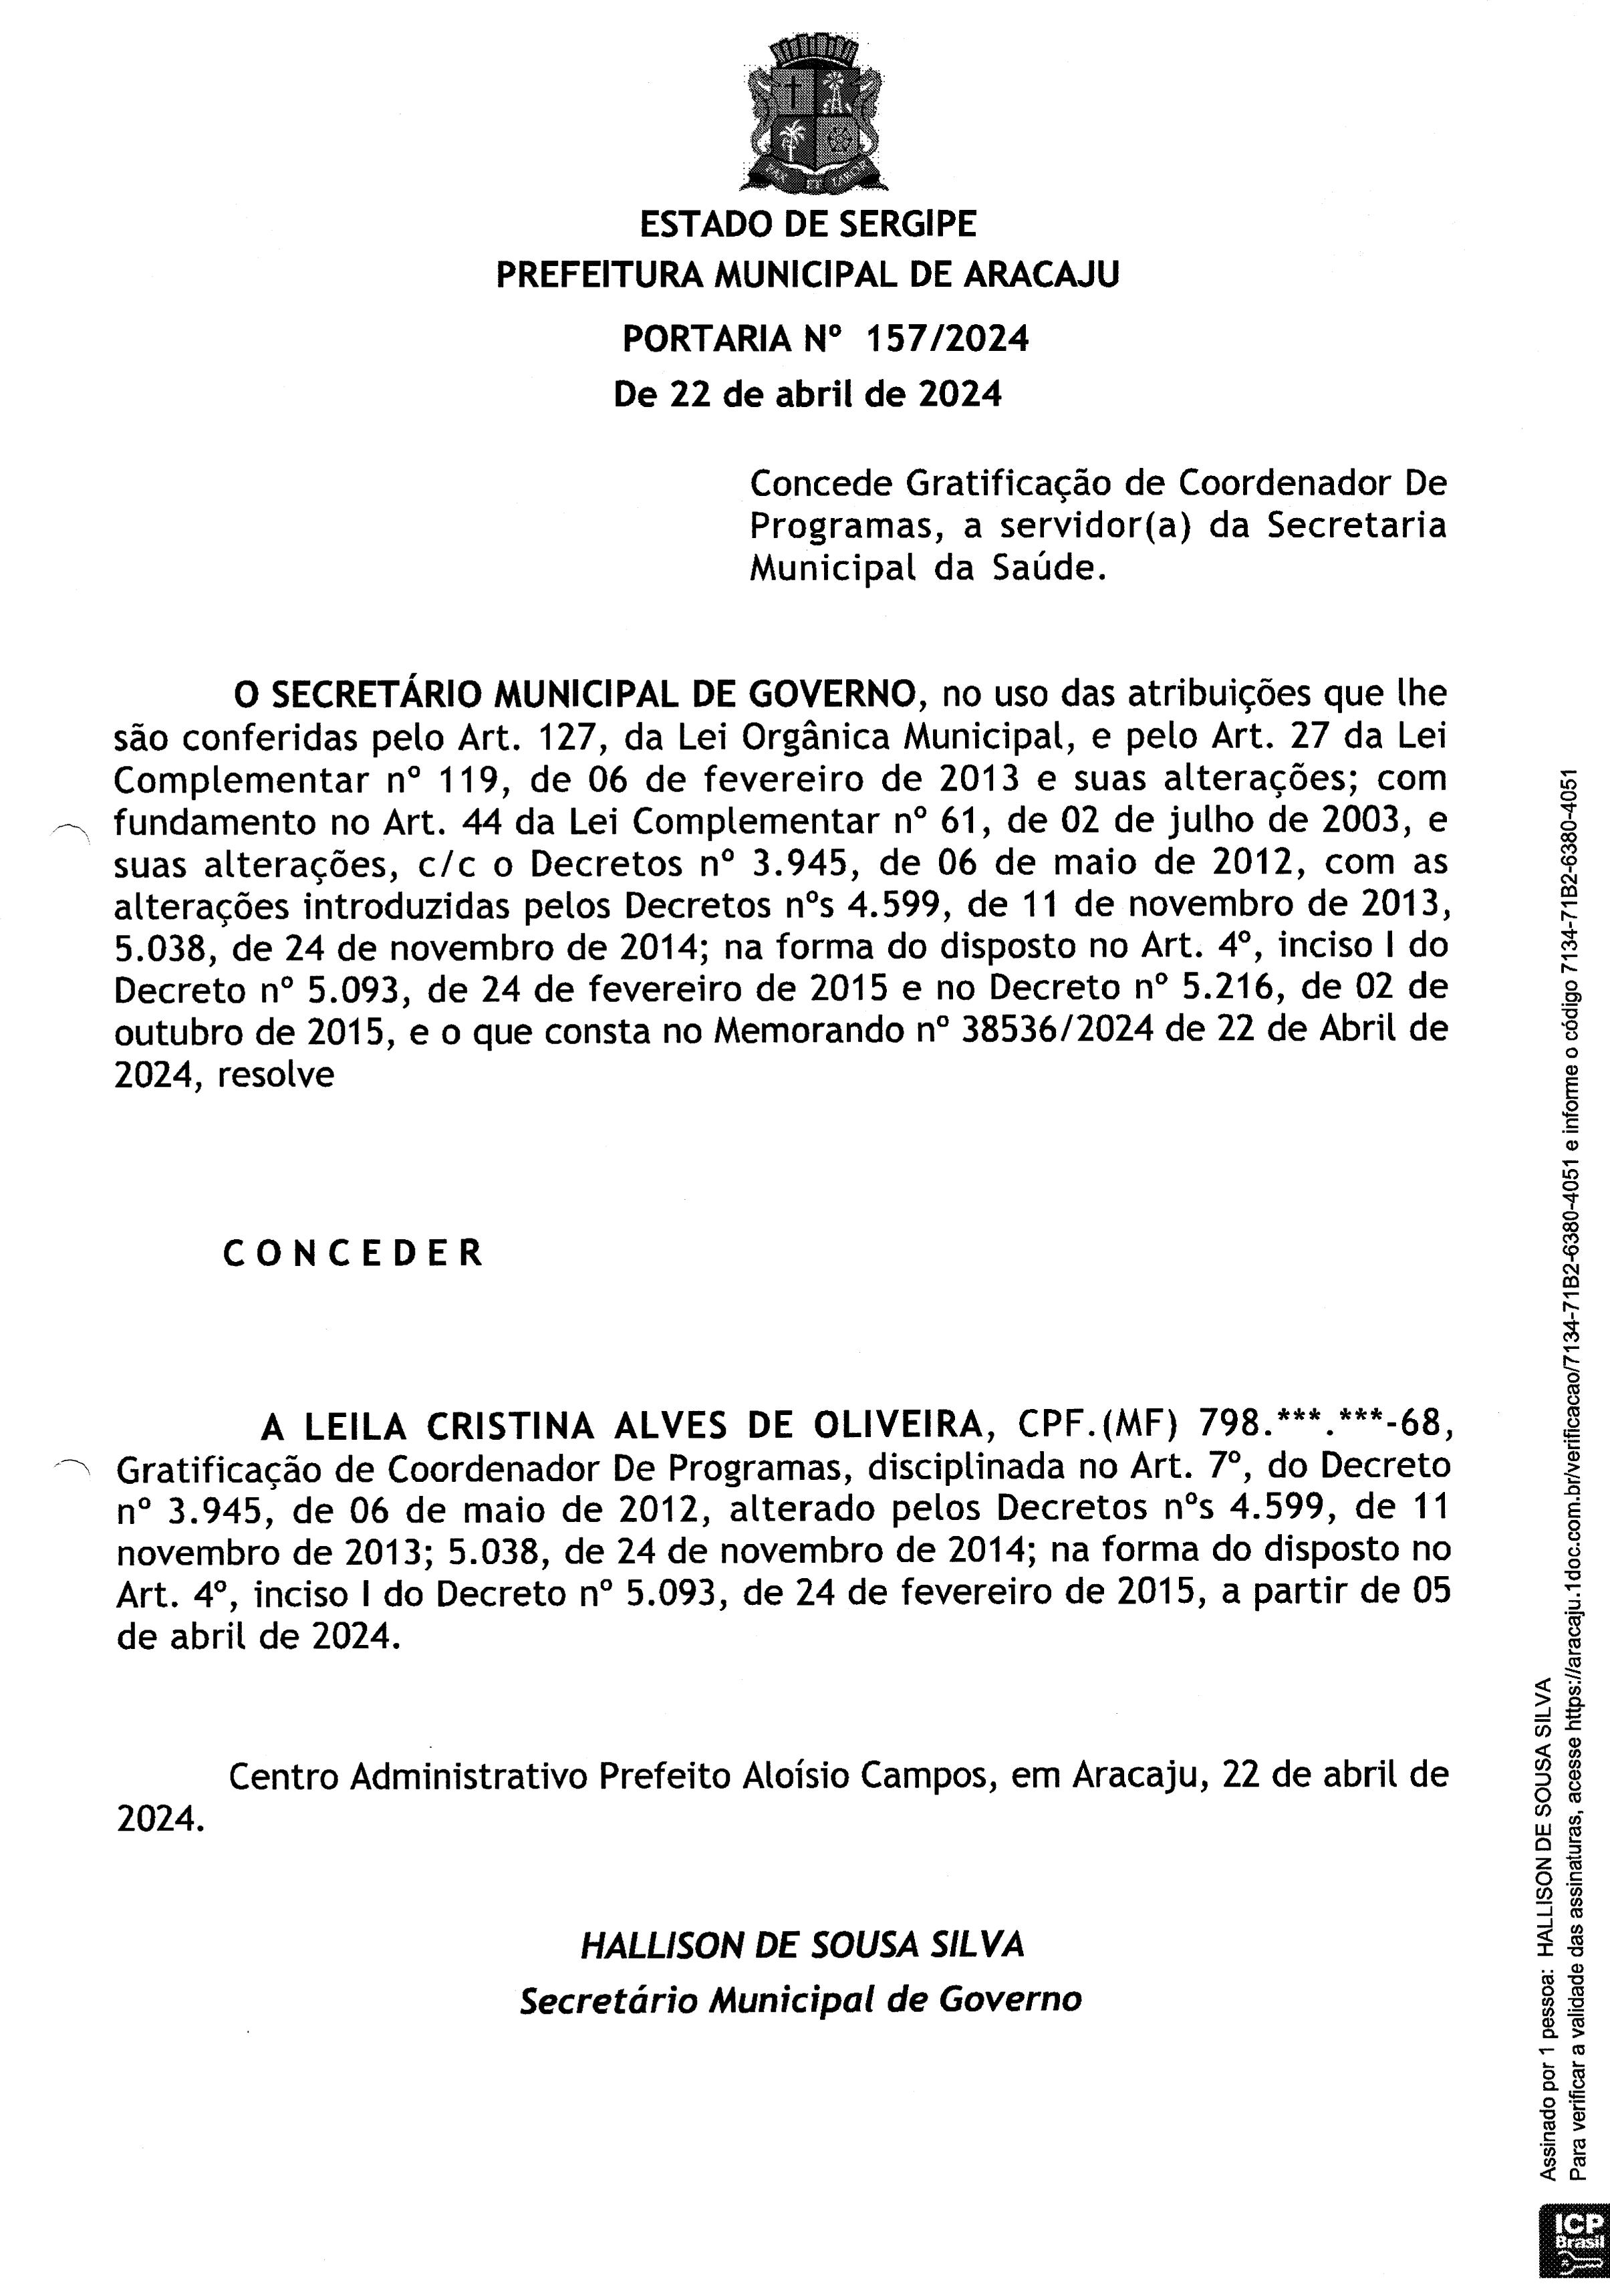 PAX ET LABOR
ESTADO DE SERGIPE
PREFEITURA MUNICIPAL DE ARACAJU
PORTARIA Nº 157/2024
De 22 de abril de 2024
Concede Gratificação de Coordenador De
Programas, a servidor(a) da Secretaria
Municipal da Saúde.
O SECRETÁRIO MUNICIPAL DE GOVERNO, no uso das atribuições que lhe
são conferidas pelo Art. 127, da Lei Orgânica Municipal, e pelo Art. 27 da Lei
Complementar nº 119, de 06 de fevereiro de 2013 e suas alterações; com
fundamento no Art. 44 da Lei Complementar nº 61, de 02 de julho de 2003, e
suas alterações, c/c o Decretos nº 3.945, de 06 de maio de 2012, com as
alterações introduzidas pelos Decretos nºs 4.599, de 11 de novembro de 2013,
5.038, de 24 de novembro de 2014; na forma do disposto no Art. 4º, inciso I do
Decreto nº 5.093, de 24 de fevereiro de 2015 e no Decreto nº 5.216, de 02 de
outubro de 2015, e o que consta no Memorando nº 38536/2024 de 22 de Abril de
2024, resolve
C O N C E D E R
A LEILA CRISTINA ALVES DE OLIVEIRA, CPF.(MF) 798.***.***-68,
Gratificação de Coordenador De Programas, disciplinada no Art. 7º, do Decreto
nº 3.945, de 06 de maio de 2012, alterado pelos Decretos nºs 4.599, de 11
novembro de 2013; 5.038, de 24 de novembro de 2014; na forma do disposto no
Art. 4º, inciso I do Decreto nº 5.093, de 24 de fevereiro de 2015, a partir de 05
de abril de 2024.
Centro Administrativo Prefeito Aloísio Campos, em Aracaju, 22 de abril de
2024.
HALLISON DE SOUSA SILVA
Secretário Municipal de Governo
Assinado por 1 pessoa: HALLISON DE SOUSA SILVA
Para verificar a validade das assinaturas, acesse https://aracaju.1doc.com.br/verificacao/7134-71B2-6380-4051 e informe o código 7134-71B2-6380-4051
ICP
Brasil